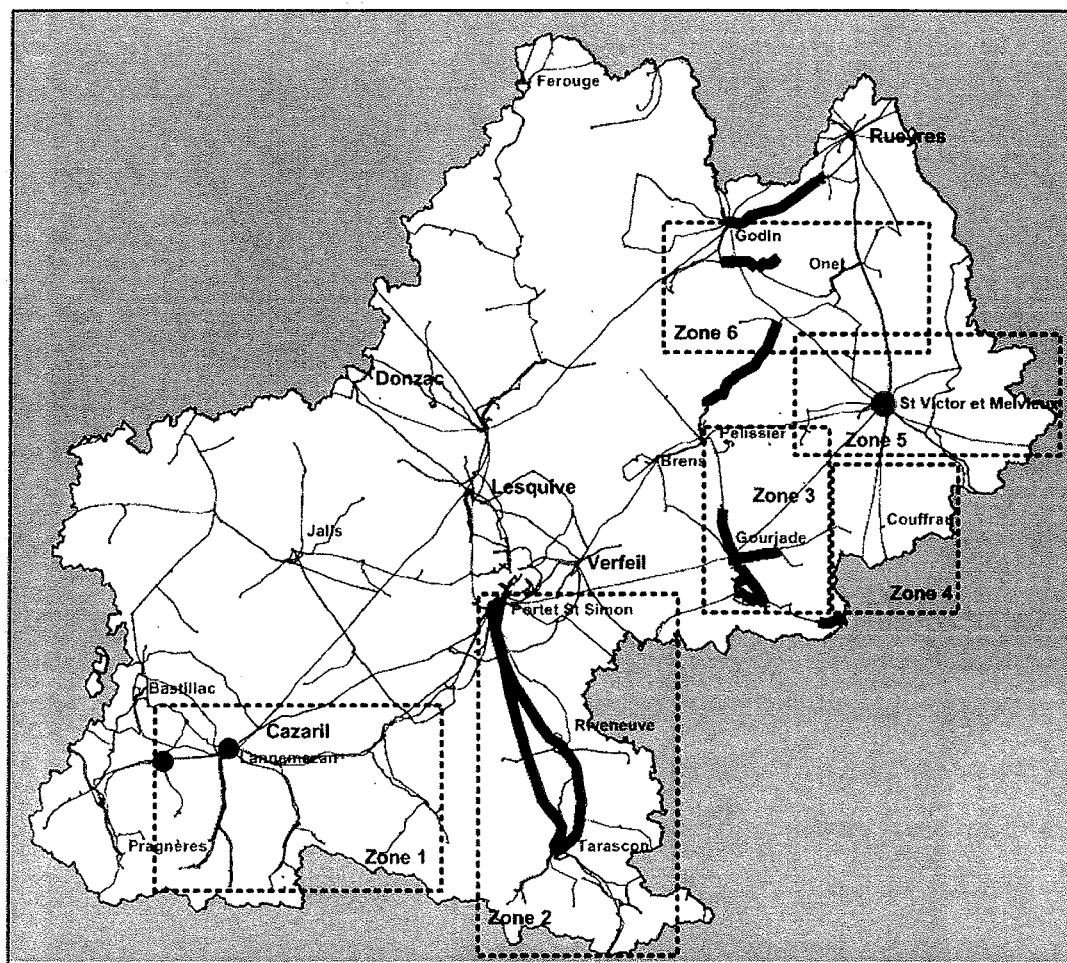 Ferouge
Rueyres
Godin
Onet
Zone 6
Donzac
St Victor et Melvieu
Pelissier
Zone 5
Brens
Lesquive
Zone 3
Couffrau
Jalis
Gourjade
Verfeil
Zone 4
Portet St Simon
Bastillac
Riveneuve
Cazaril
Lannemezan
Pragnères
Zone 1
Tarascon
Zone 2